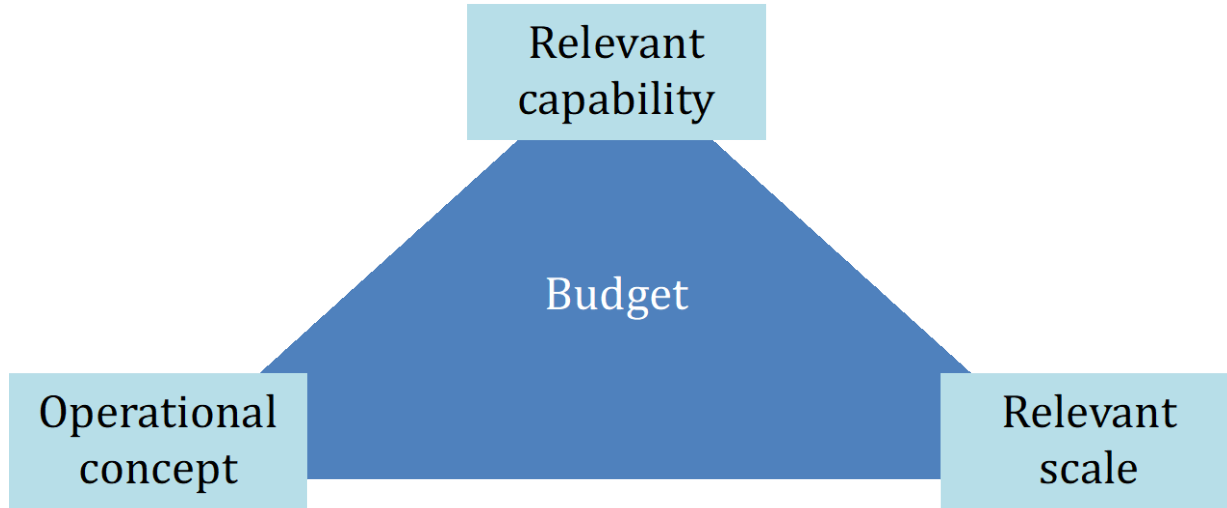 Relevant
capability
Budget
Operational
concept
Relevant
scale